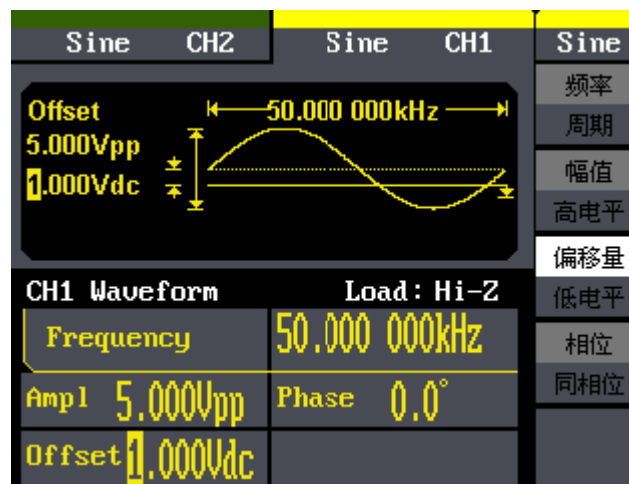 Sine CH2 Sine CH1 Sine
Offset 50.000 000kHz
5.000Vpp
1.000Vdc
CH1 Waveform Load: Hi-Z
Frequency 50.000 000kHz
Ampl 5.000Vpp Phase 0.0°
Offset 1.000Vdc
频率
周期
幅值
高电平
偏移量
低电平
相位
同相位